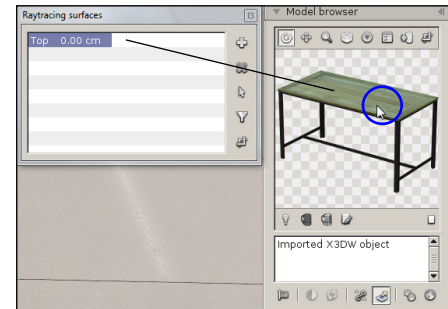 Raytracing surfaces
Top 0.00 cm
Model browser
Imported X3DW object